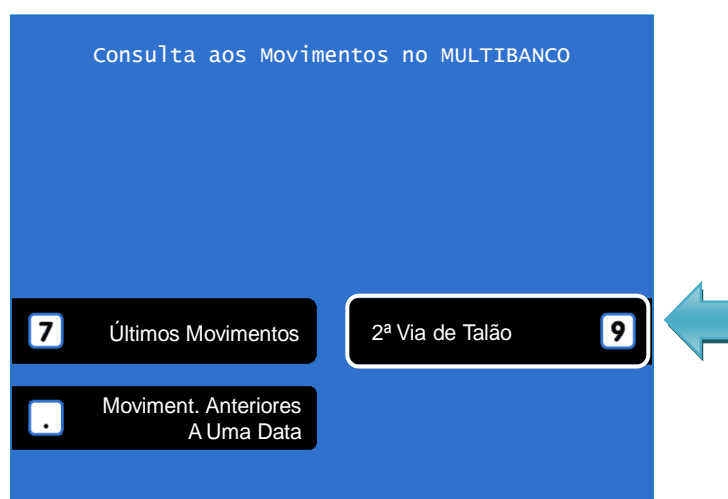 Consulta aos Movimentos no MULTIBANCO
7 Últimos Movimentos
2ª Via de Talão 9
. Moviment. Anteriores
A Uma Data